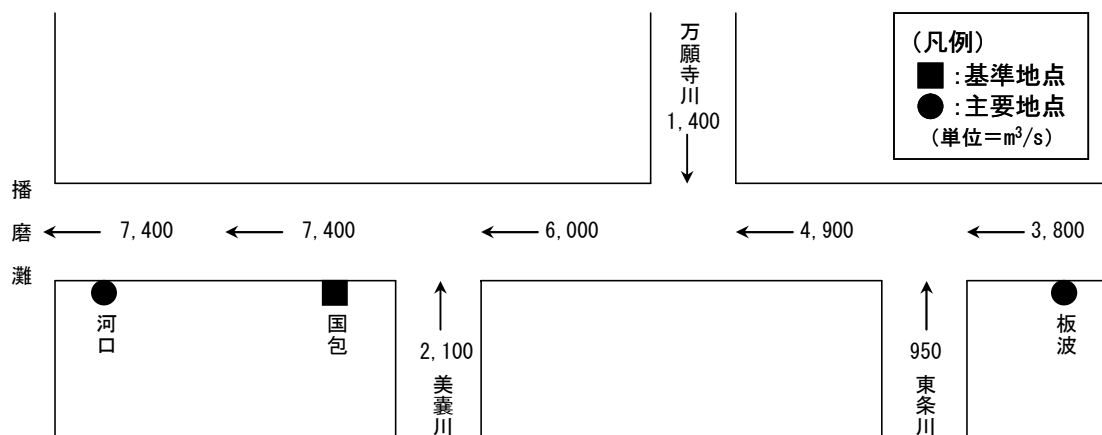 万願寺川
1,400
(凡例)
■:基準地点
●:主要地点
(単位=m³/s)
播磨灘
7,400
7,400
6,000
4,900
3,800
河口
国包
2,100
美嚢川
950
東条川
板波